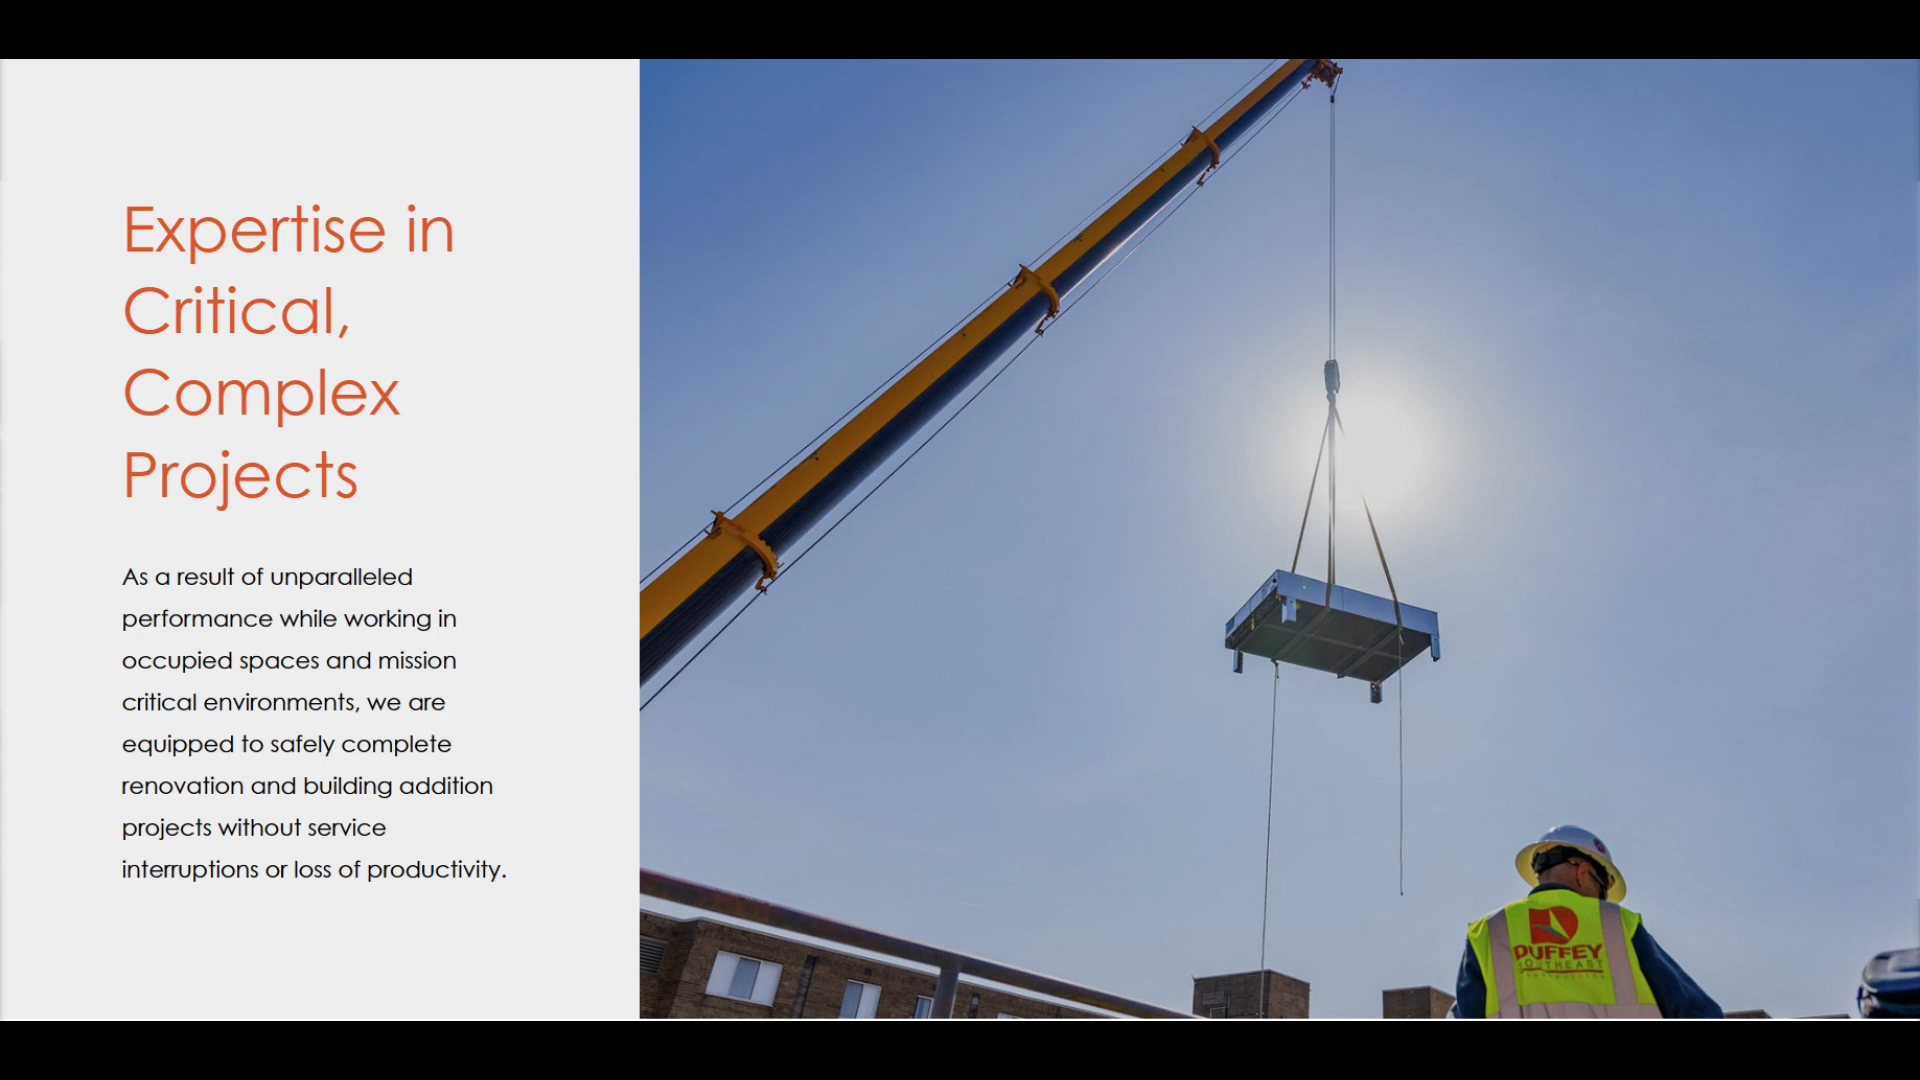 Expertise in
Critical,
Complex
Projects
As a result of unparalleled
performance while working in
occupied spaces and mission
critical environments, we are
equipped to safely complete
renovation and building addition
projects without service
interruptions or loss of productivity.
DUFFEY
SOUTHEAST